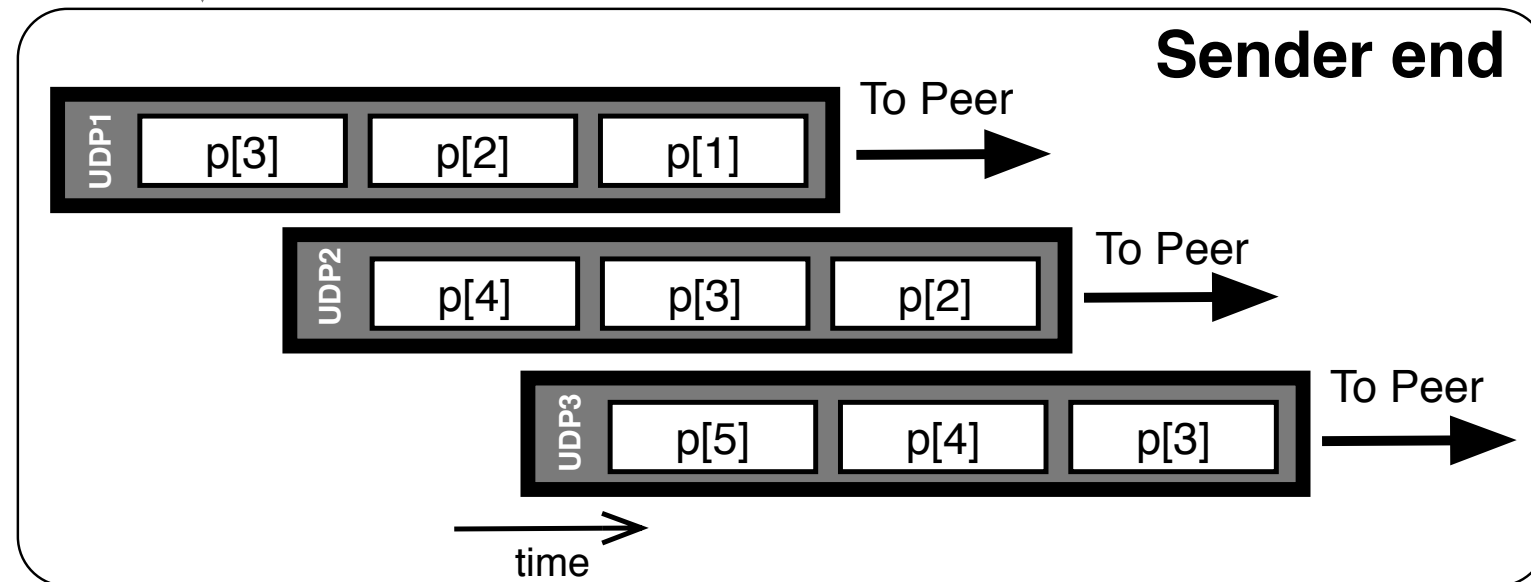 Sender end
To Peer
UDP1 p[3] p[2] p[1]
To Peer
UDP2 p[4] p[3] p[2]
To Peer
UDP3 p[5] p[4] p[3]
time